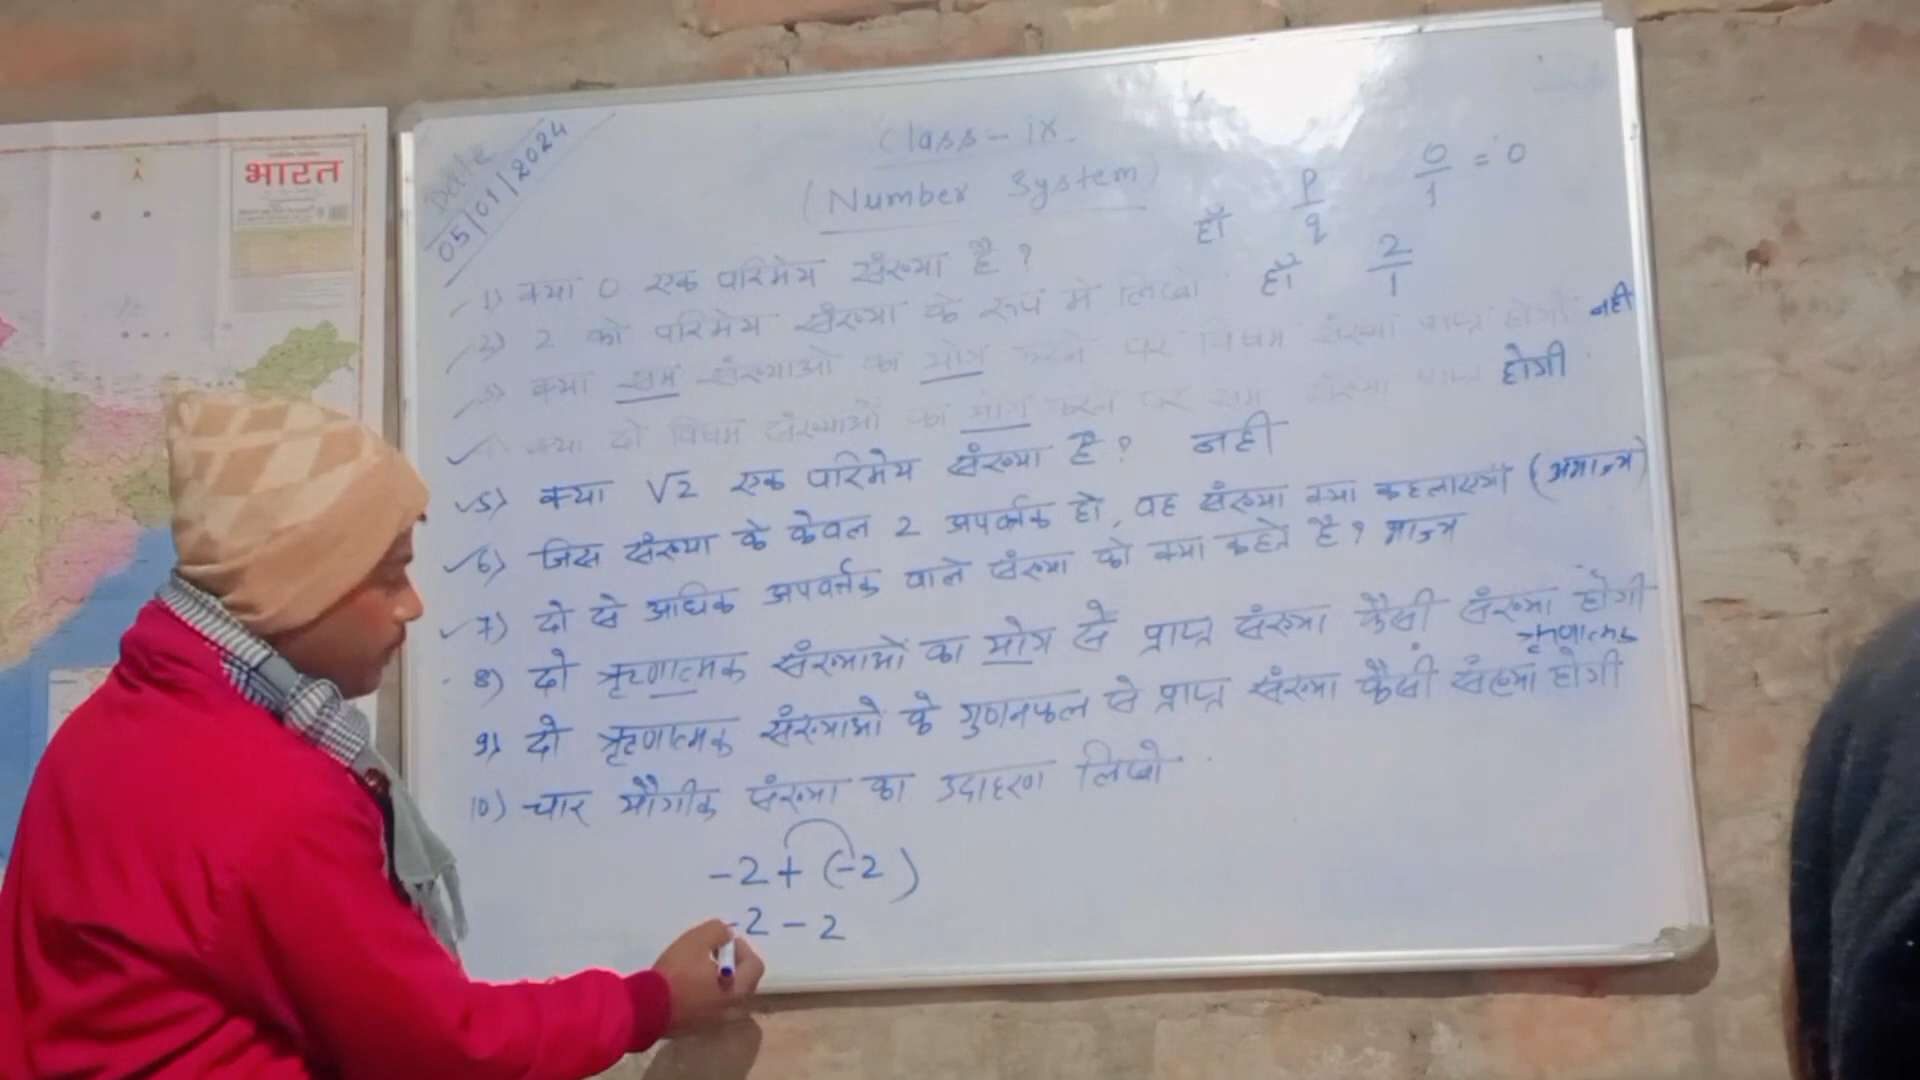 भारत
Date
05/01/2024
Class - IX.
(Number System)
1) क्या 0 एक परिमेय संख्या है ? हाँ p/q 0/1 = 0
2) 2 को परिमेय संख्या के रूप में लिखो हाँ 2/1
3) क्या सम संख्याओं का योग करने पर विषम संख्या प्राप्त होगी नही
4) क्या दो विषम संख्याओं का योग करने पर सम संख्या प्राप्त होगी
5) क्या √2 एक परिमेय संख्या है ? नही
6) जिस संख्या के केवल 2 अपवर्तक हो, वह संख्या क्या कहलाएगी (अभाज्य)
7) दो से अधिक अपवर्तक वाले संख्या को क्या कहते है ? भाज्य
8) दो ऋणात्मक संख्याओं का योग से प्राप्त संख्या कैसी संख्या होगी
ऋणात्मक
9) दो ऋणात्मक संख्याओ के गुणनफल से प्राप्त संख्या कैसी संख्या होगी
10) चार यौगीक संख्या का उदाहरण लिखो
-2 + (-2)
-2 - 2